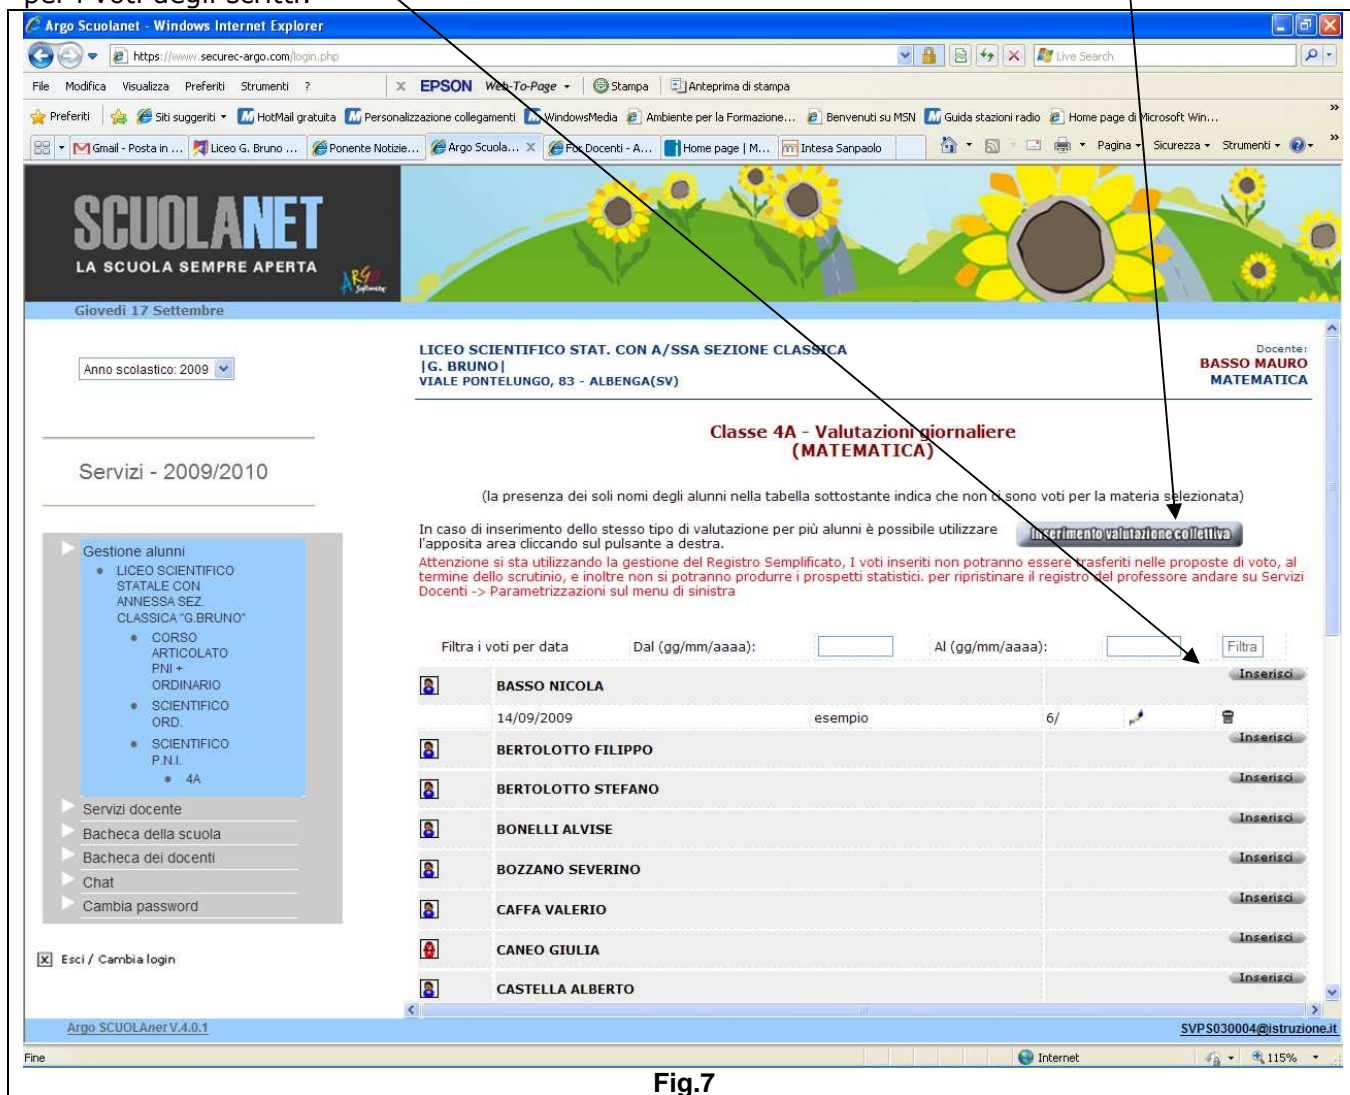 per i voti degli scritti.
Argo Scuolanet - Windows Internet Explorer
https://www.securec-argo.com/login.php
Live Search
File Modifica Visualizza Preferiti Strumenti ?
x EPSON Web-To-Page Stampa Anteprima di stampa
Preferiti Siti suggeriti HotMail gratuita Personalizzazione collegamenti WindowsMedia Ambiente per la Formazione... Benvenuti su MSN Guida stazioni radio Home page di Microsoft Win... »
Gmail - Posta in ... Liceo G. Bruno ... Ponente Notizie... Argo Scuola... x For Docenti - A... Home page | M... Intesa Sanpaolo Pagina Sicurezza Strumenti »
SCUOLANET
LA SCUOLA SEMPRE APERTA
ARGO Software
Giovedì 17 Settembre
Anno scolastico: 2009
Servizi - 2009/2010
Gestione alunni
LICEO SCIENTIFICO
STATALE CON
ANNESSA SEZ.
CLASSICA "G.BRUNO"
CORSO
ARTICOLATO
PNI +
ORDINARIO
SCIENTIFICO
ORD.
SCIENTIFICO
P.N.I.
4A
Servizi docente
Bacheca della scuola
Bacheca dei docenti
Chat
Cambia password
Esci / Cambia login
LICEO SCIENTIFICO STAT. CON A/SSA SEZIONE CLASSICA
|G. BRUNO|
VIALE PONTELUNGO, 83 - ALBENGA(SV)
Docente:
BASSO MAURO
MATEMATICA
Classe 4A - Valutazioni giornaliere
(MATEMATICA)
(la presenza dei soli nomi degli alunni nella tabella sottostante indica che non ci sono voti per la materia selezionata)
In caso di inserimento dello stesso tipo di valutazione per più alunni è possibile utilizzare
l'apposita area cliccando sul pulsante a destra.
Inserimento valutazione collettiva
Attenzione si sta utilizzando la gestione del Registro Semplificato, I voti inseriti non potranno essere trasferiti nelle proposte di voto, al
termine dello scrutinio, e inoltre non si potranno produrre i prospetti statistici. per ripristinare il registro del professore andare su Servizi
Docenti -> Parametrizzazioni sul menu di sinistra
Filtra i voti per data Dal (gg/mm/aaaa): Al (gg/mm/aaaa): Filtra
BASSO NICOLA Inserisci
14/09/2009 esempio 6/
BERTOLOTTO FILIPPO Inserisci
BERTOLOTTO STEFANO Inserisci
BONELLI ALVISE Inserisci
BOZZANO SEVERINO Inserisci
CAFFA VALERIO Inserisci
CANEO GIULIA Inserisci
CASTELLA ALBERTO Inserisci
Argo SCUOLAnet V.4.0.1 SVPS030004@istruzione.it
Fine Internet 115%
Fig.7